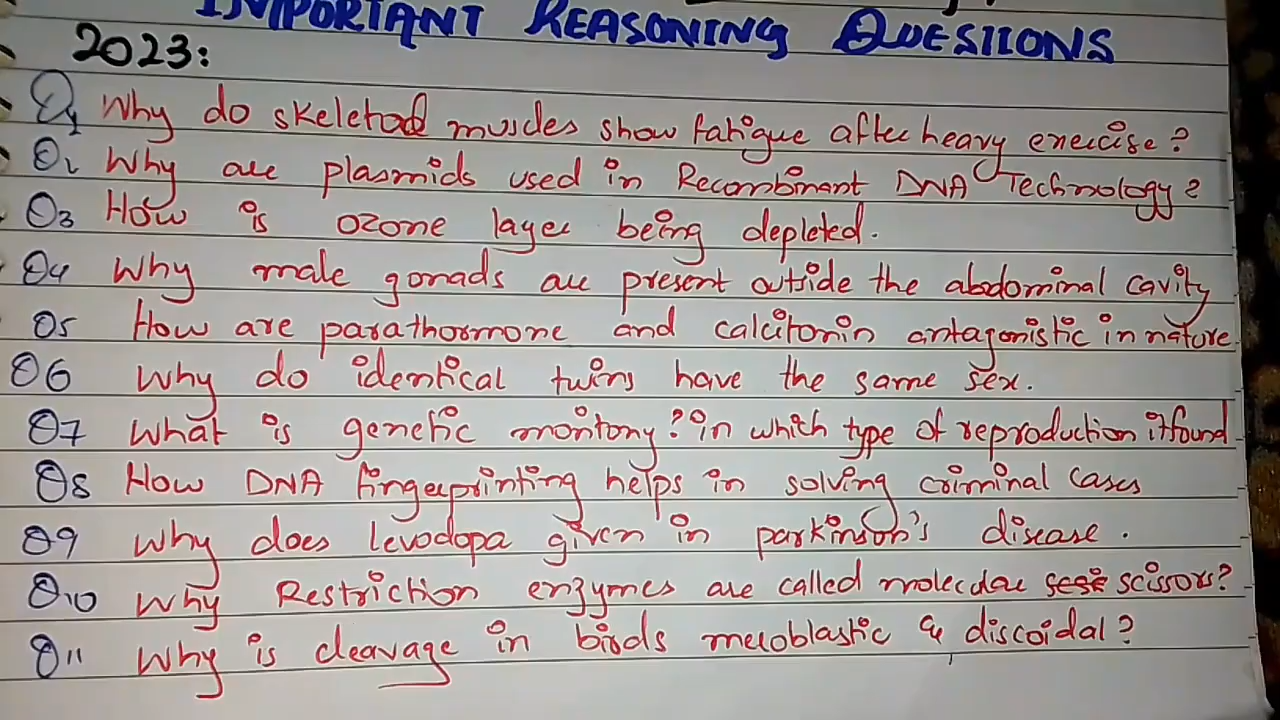 IMPORTANT REASONING QUESTIONS
2023:
Q1 Why do skeletal muscles show fatigue after heavy exercise?
Q2 Why are plasmids used in Recombinant DNA Technology?
Q3 How is ozone layer being depleted.
Q4 Why male gonads are present outside the abdominal cavity
Q5 How are parathormone and calcitonin antagonistic in nature
Q6 Why do identical twins have the same sex.
Q7 What is genetic montony? in which type of reproduction it found
Q8 How DNA fingerprinting helps in solving criminal cases
Q9 Why does levodopa given in parkinson's disease.
Q10 Why Restriction enzymes are called molecular scissors?
Q11 Why is cleavage in birds meroblastic & discoidal?